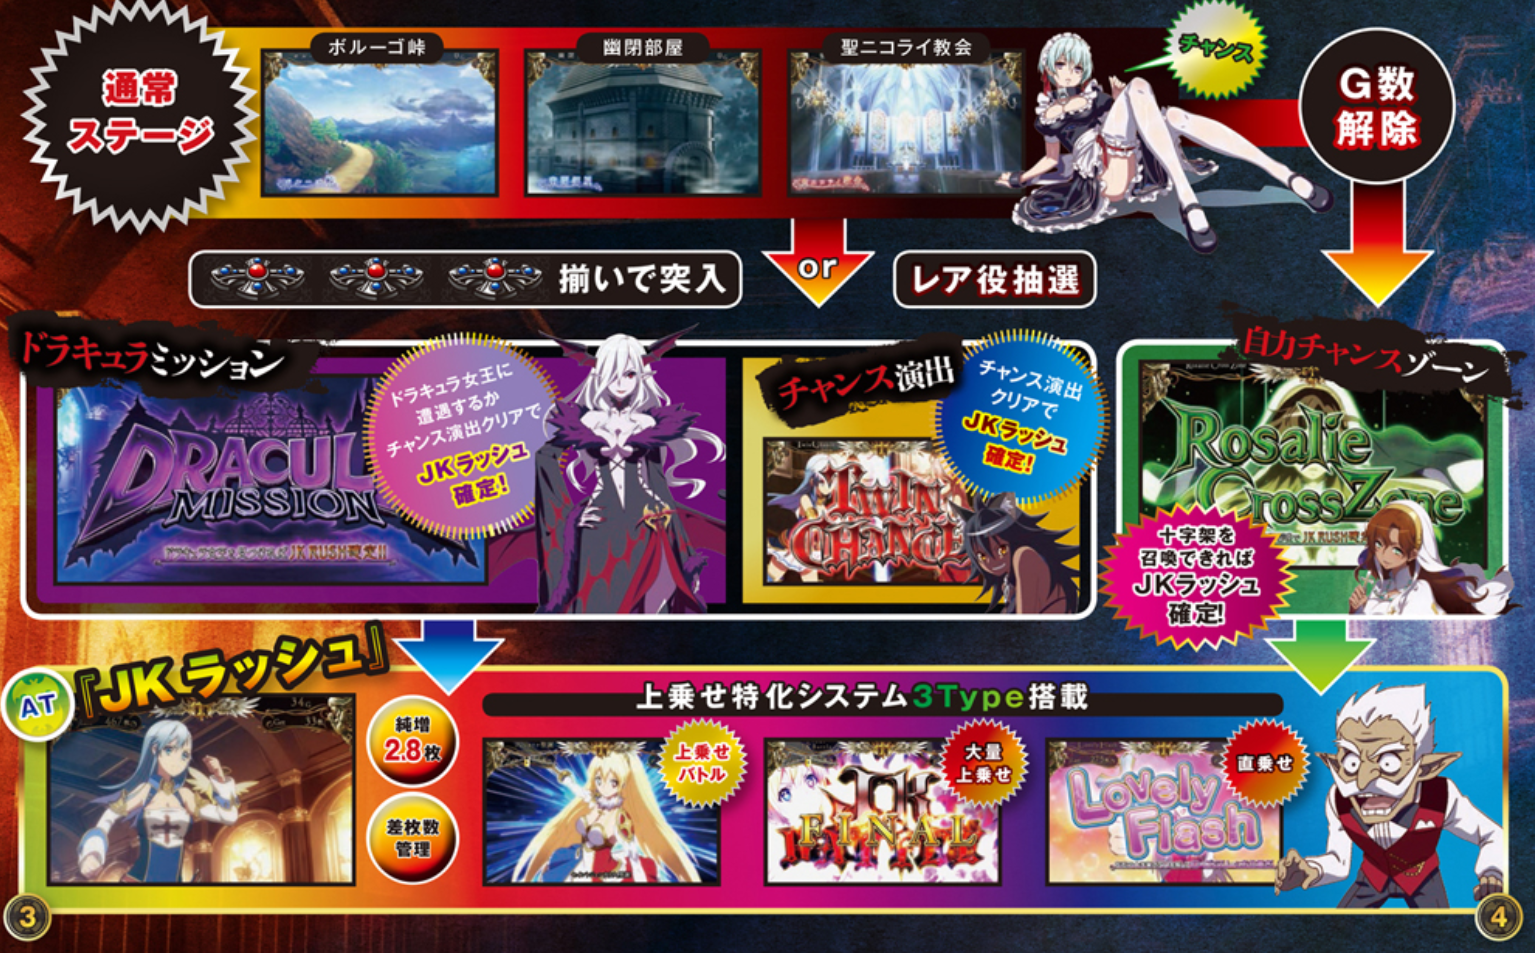 通常
ステージ
ボルーゴ峠
幽閉部屋
聖ニコライ教会
チャンス
G数
解除
揃いで突入
or
レア役抽選
ドラキュラミッション
ドラキュラ女王に
遭遇するか
チャンス演出クリアで
JKラッシュ
確定!
DRACUL
MISSION
チャンス演出
チャンス演出
クリアで
JKラッシュ
確定!
TWIN
CHANCE
自力チャンスゾーン
Rosalie
CrossZone
十字架を
召喚できれば
JKラッシュ
確定!
AT
『JKラッシュ』
純増
2.8枚
差枚数
管理
上乗せ特化システム3Type搭載
上乗せ
バトル
大量
上乗せ
JK
FINAL
BATTLE
直乗せ
Lovely
Flash
3
4